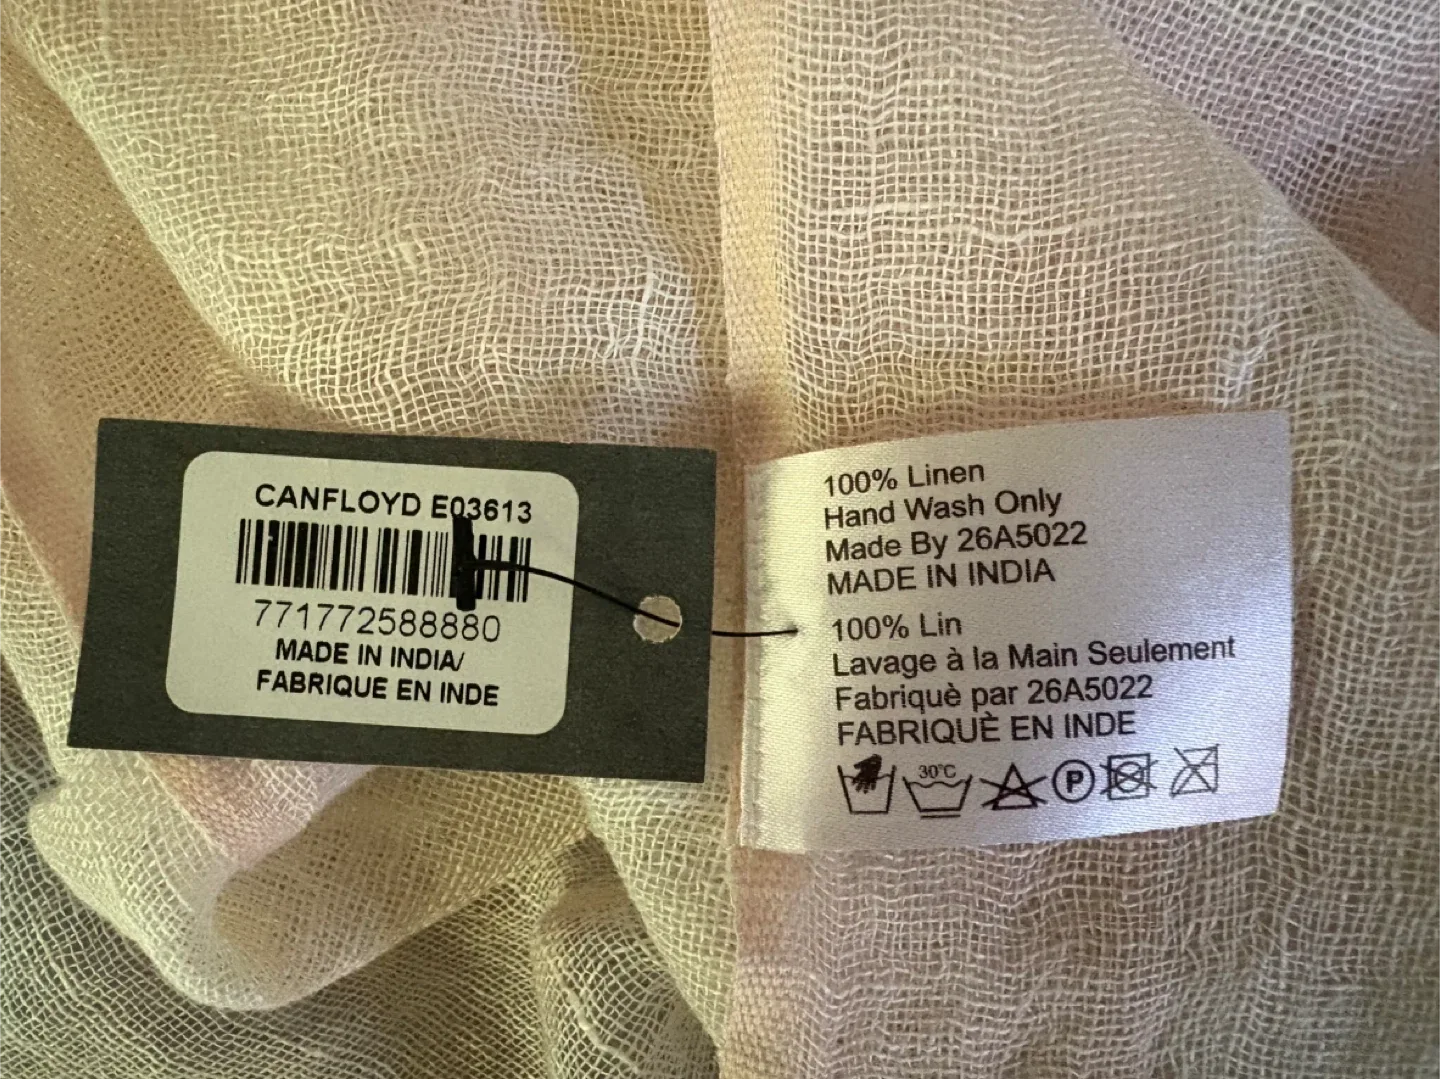 CANFLOYD E03613
771772588880
MADE IN INDIA/
FABRIQUE EN INDE
100% Linen
Hand Wash Only
Made By 26A5022
MADE IN INDIA
100% Lin
Lavage à la Main Seulement
Fabriquè par 26A5022
FABRIQUÈ EN INDE
30°C
P